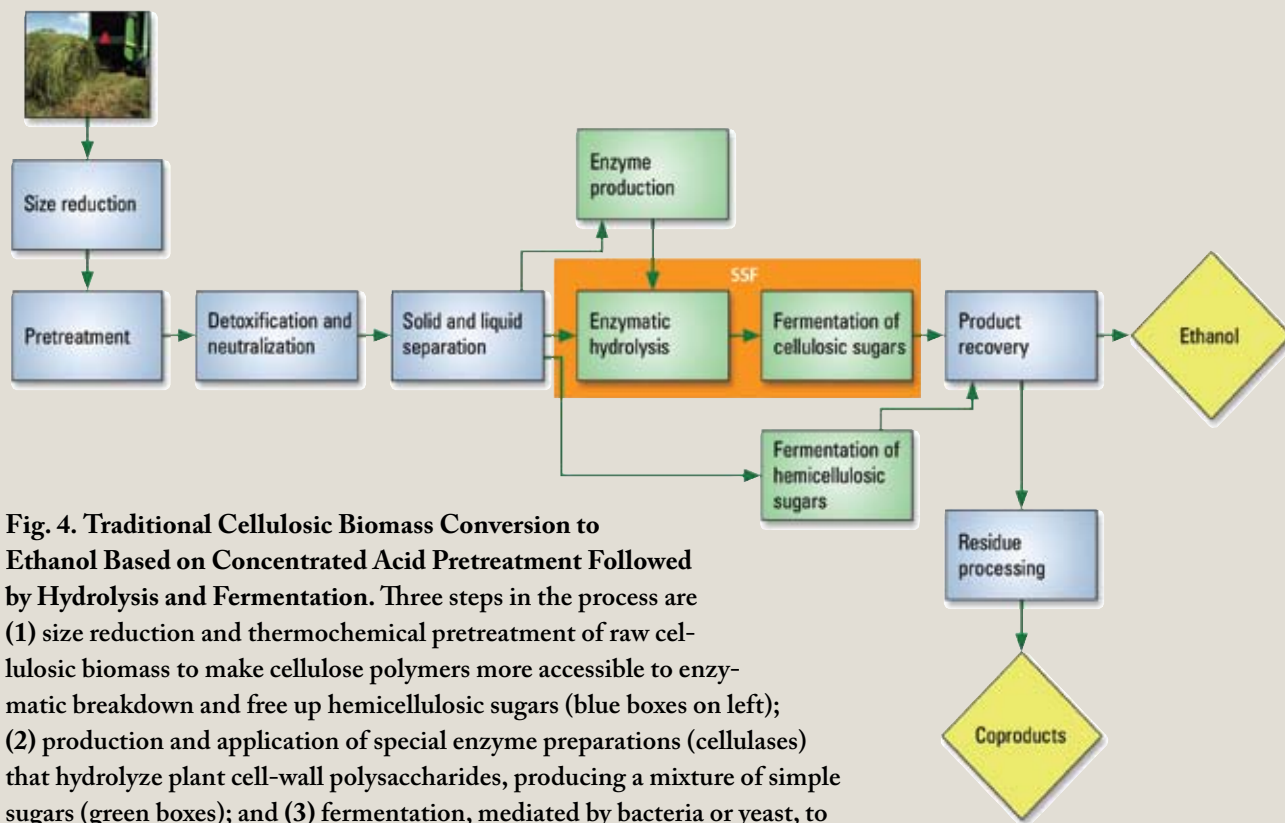 Size reduction
Pretreatment
Detoxification and
neutralization
Solid and liquid
separation
Enzyme
production
SSF
Enzymatic
hydrolysis
Fermentation of
cellulosic sugars
Fermentation of
hemicellulosic
sugars
Product
recovery
Ethanol
Residue
processing
Coproducts
Fig. 4. Traditional Cellulosic Biomass Conversion to
Ethanol Based on Concentrated Acid Pretreatment Followed
by Hydrolysis and Fermentation. Three steps in the process are
(1) size reduction and thermochemical pretreatment of raw cel-
lulosic biomass to make cellulose polymers more accessible to enzy-
matic breakdown and free up hemicellulosic sugars (blue boxes on left);
(2) production and application of special enzyme preparations (cellulases)
that hydrolyze plant cell-wall polysaccharides, producing a mixture of simple
sugars (green boxes); and (3) fermentation, mediated by bacteria or yeast, to